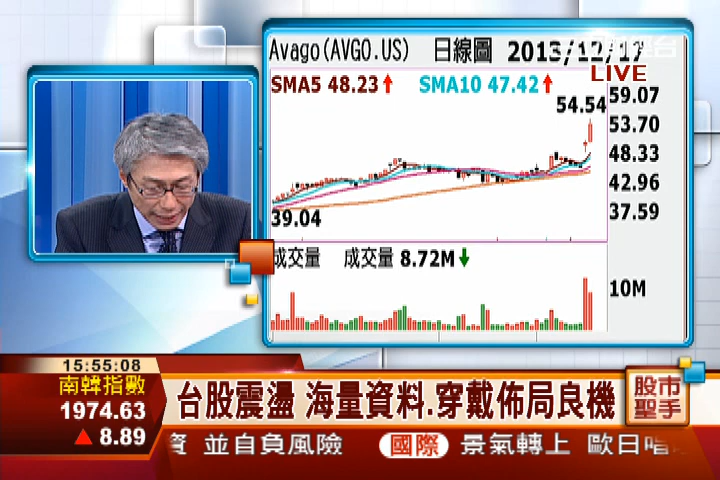 Avago(AVGO.US) 日線圖 2013/12/17
LIVE
SMA5 48.23 SMA10 47.42
54.54
59.07
53.70
48.33
42.96
37.59
39.04
成交量 成交量 8.72M
10M
15:55:08
南韓指數
1974.63
8.89
台股震盪 海量資料.穿戴佈局良機
股市
聖手
資 並自負風險 國際 景氣轉上 歐日唱